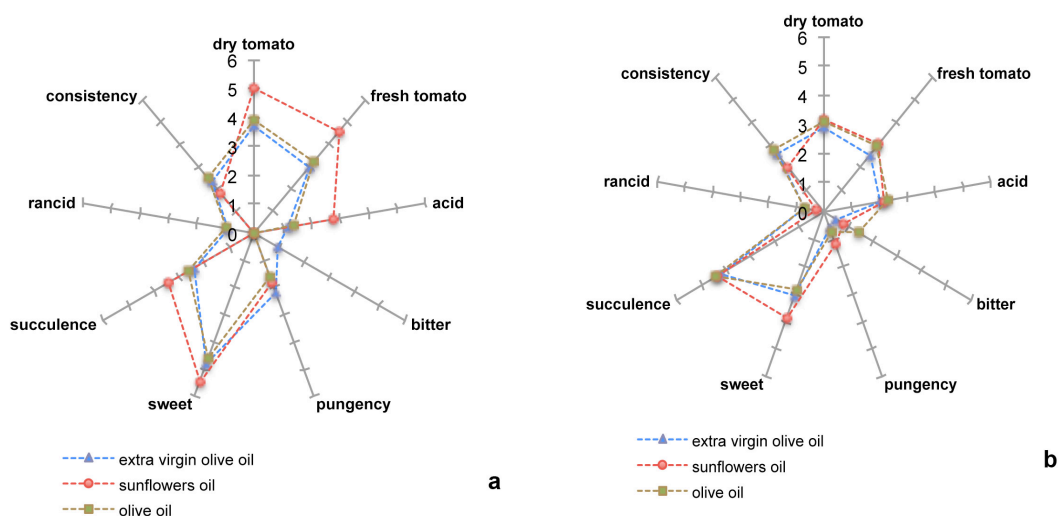 dry tomato
6
5
4
3
2
1
0
consistency
fresh tomato
rancid
acid
succulence
bitter
sweet
pungency
extra virgin olive oil
sunflowers oil
olive oil
a
dry tomato
6
5
4
3
2
1
0
consistency
fresh tomato
rancid
acid
succulence
bitter
sweet
pungency
extra virgin olive oil
sunflowers oil
olive oil
b